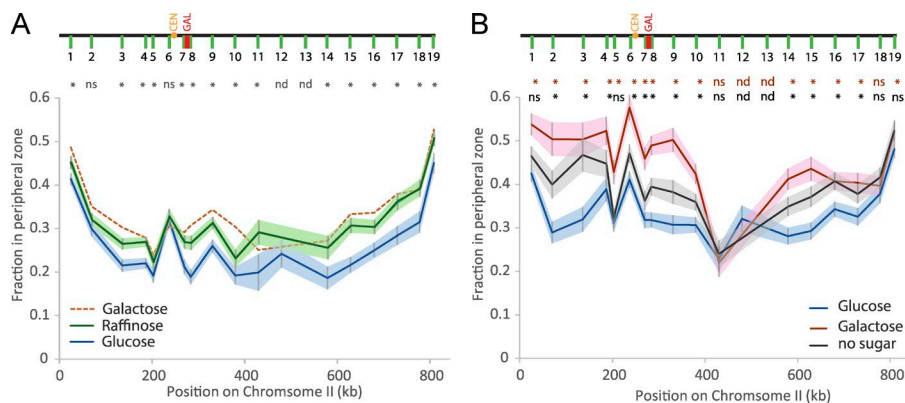 A
CEN
GAL
1 2 3 4 5 6 7 8 9 10 11 12 13 14 15 16 17 18 19
* ns * * * ns * * * * * nd nd * * * * * *
0.6
0.5
0.4
0.3
0.2
0.1
0
Fraction in peripheral zone
Galactose
Raffinose
Glucose
0 200 400 600 800
Position on Chromsome II (kb)
B
CEN
GAL
1 2 3 4 5 6 7 8 9 10 11 12 13 14 15 16 17 18 19
* * * * * * * * * * ns nd nd * * * * ns *
ns * * * ns * * * * * ns nd nd * * * * ns ns
0.6
0.5
0.4
0.3
0.2
0.1
0
Fraction in peripheral zone
Glucose
Galactose
no sugar
0 200 400 600 800
Position on Chromsome II (kb)